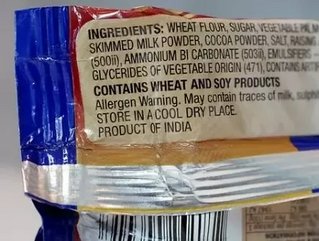 INGREDIENTS: WHEAT FLOUR, SUGAR, VEGETABLE
SKIMMED MILK POWDER, COCOA POWDER, SALT, RAISING
(500ii), AMMONIUM BI CARBONATE (503ii), EMULSIFIERS
GLYCERIDES OF VEGETABLE ORIGIN (471), CONTAINS
CONTAINS WHEAT AND SOY PRODUCTS
Allergen Warning. May contain traces of milk,
STORE IN A COOL DRY PLACE.
PRODUCT OF INDIA